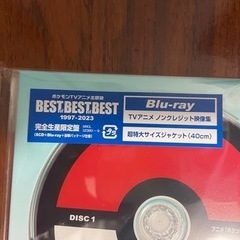 ポケモンTVアニメ主題歌
BEST.BEST.BEST
1997-2023
完全生産限定盤
(8CD+Blu-ray+豪華パッケージ仕様)
Blu-ray
TVアニメ ノンクレジット映像集
超特大サイズジャケット(40cm)
DISC 1